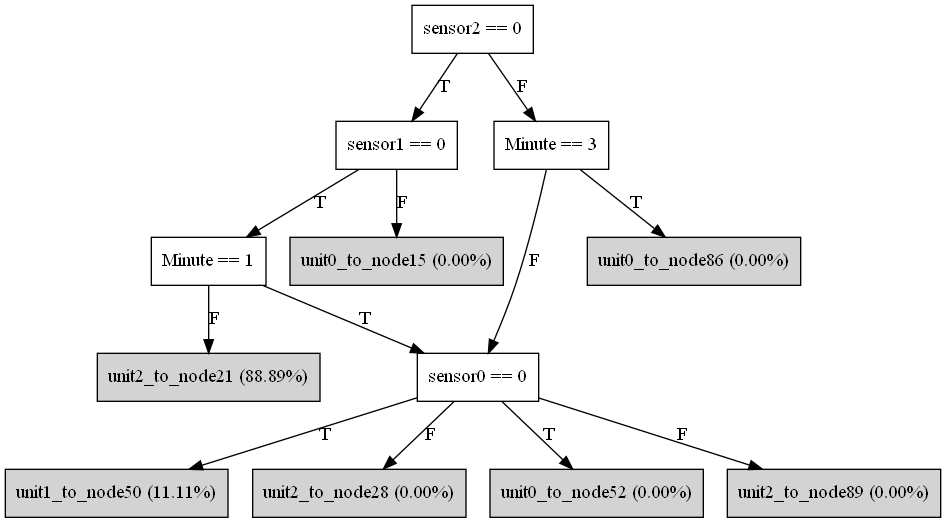 sensor2 == 0
T
F
sensor1 == 0
Minute == 3
T
F
T
Minute == 1
unit0_to_node15 (0.00%)
F
unit0_to_node86 (0.00%)
F
T
unit2_to_node21 (88.89%)
sensor0 == 0
T
F
T
F
unit1_to_node50 (11.11%)
unit2_to_node28 (0.00%)
unit0_to_node52 (0.00%)
unit2_to_node89 (0.00%)